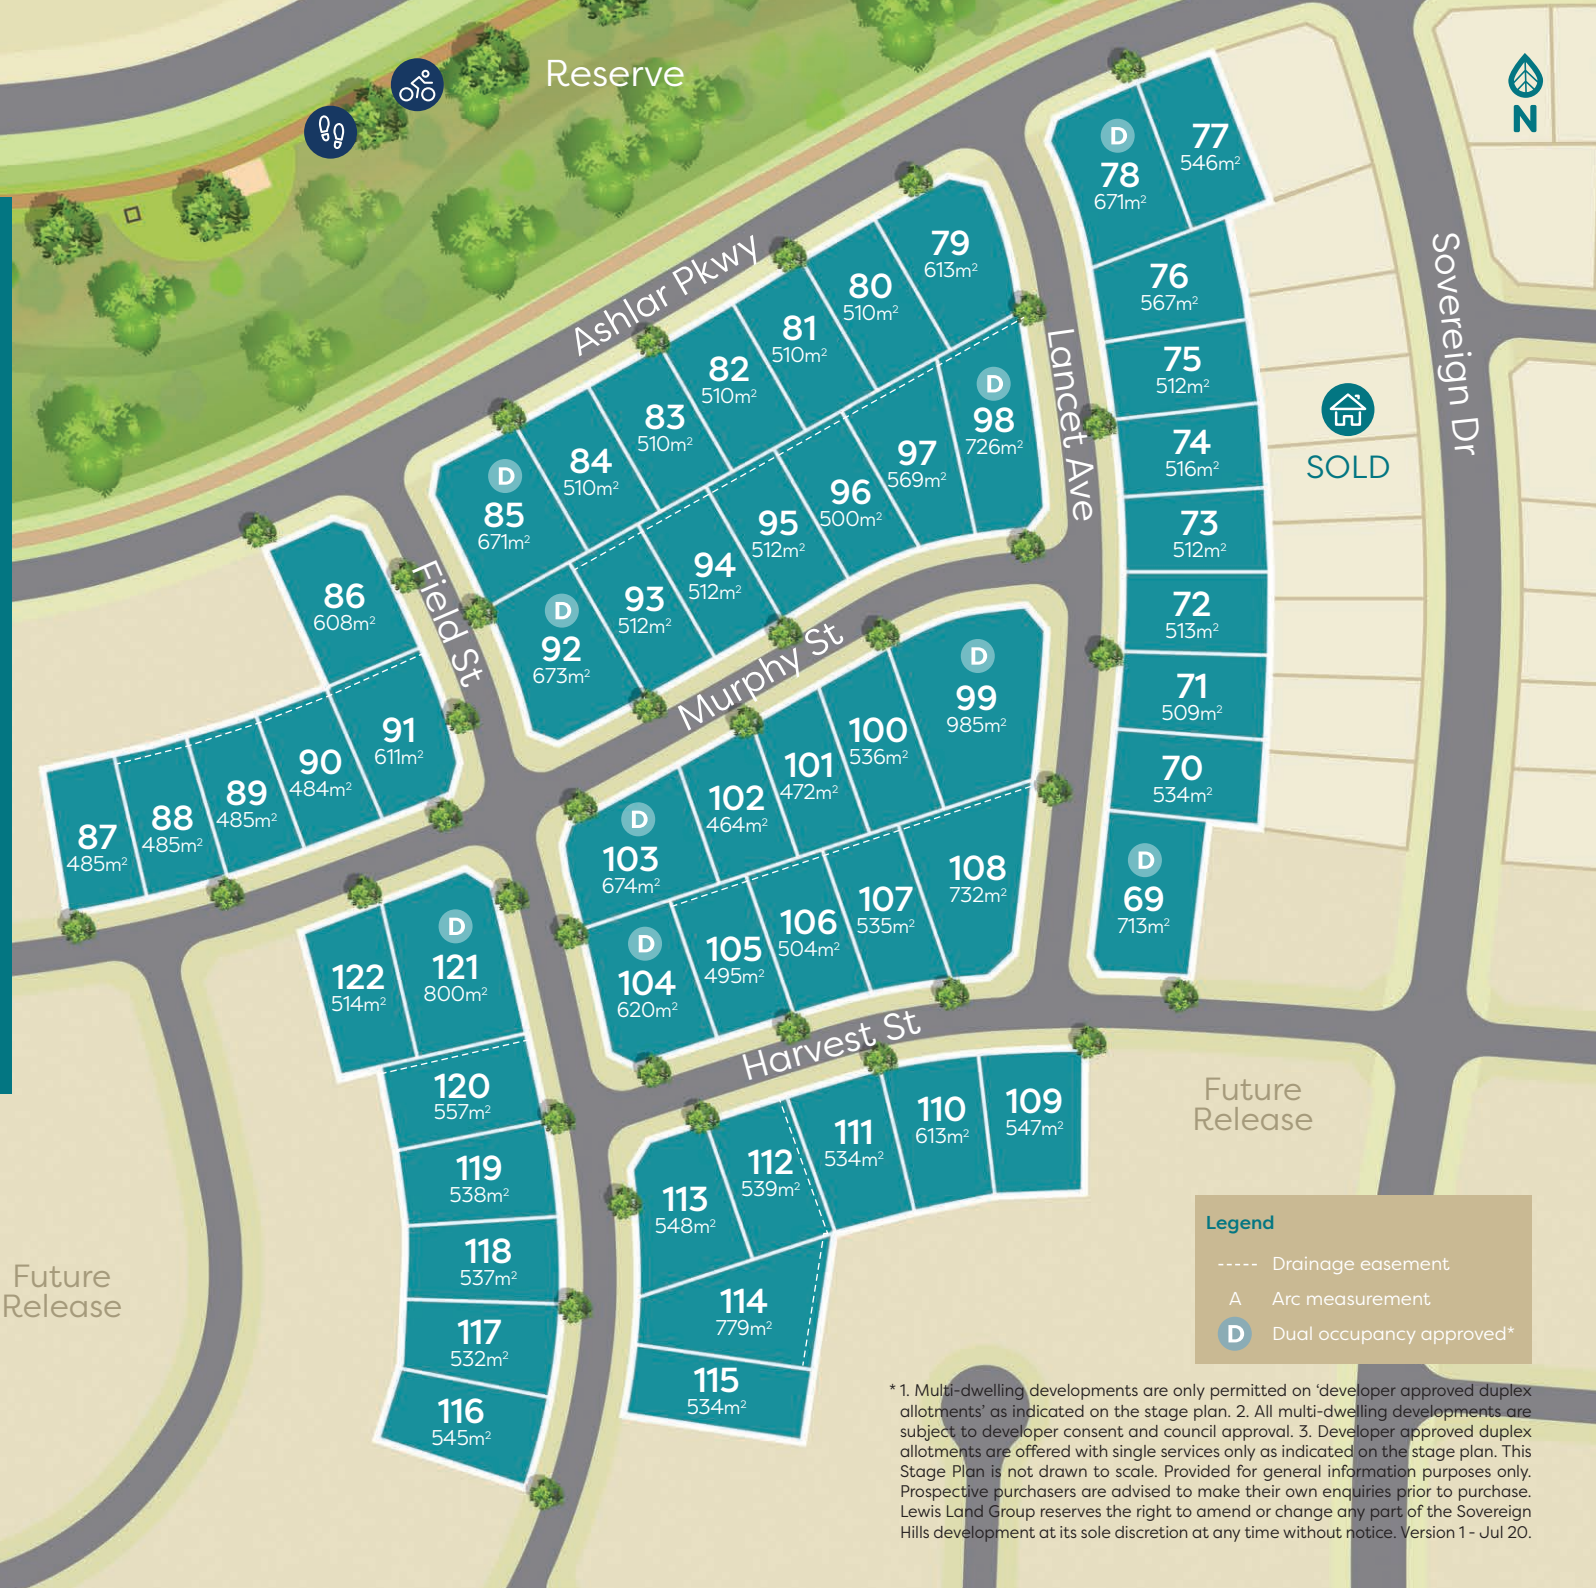 Reserve
N
Ashlar Pkwy
Sovereign Dr
Lancet Ave
Field St
Murphy St
Harvest St
SOLD
D
78
671m²
77
546m²
76
567m²
75
512m²
74
516m²
73
512m²
72
513m²
71
509m²
70
534m²
D
69
713m²
79
613m²
80
510m²
81
510m²
82
510m²
83
510m²
84
510m²
D
85
671m²
D
98
726m²
97
569m²
96
500m²
95
512m²
94
512m²
93
512m²
D
92
673m²
86
608m²
91
611m²
90
484m²
89
485m²
88
485m²
87
485m²
D
99
985m²
100
536m²
101
472m²
102
464m²
D
103
674m²
D
104
620m²
105
495m²
106
504m²
107
535m²
108
732m²
122
514m²
D
121
800m²
120
557m²
119
538m²
118
537m²
117
532m²
116
545m²
109
547m²
110
613m²
111
534m²
112
539m²
113
548m²
114
779m²
115
534m²
Future
Release
Future
Release
Legend
Drainage easement
A Arc measurement
D Dual occupancy approved*
* 1. Multi-dwelling developments are only permitted on ‘developer approved duplex
allotments’ as indicated on the stage plan. 2. All multi-dwelling developments are
subject to developer consent and council approval. 3. Developer approved duplex
allotments are offered with single services only as indicated on the stage plan. This
Stage Plan is not drawn to scale. Provided for general information purposes only.
Prospective purchasers are advised to make their own enquiries prior to purchase.
Lewis Land Group reserves the right to amend or change any part of the Sovereign
Hills development at its sole discretion at any time without notice. Version 1 - Jul 20.